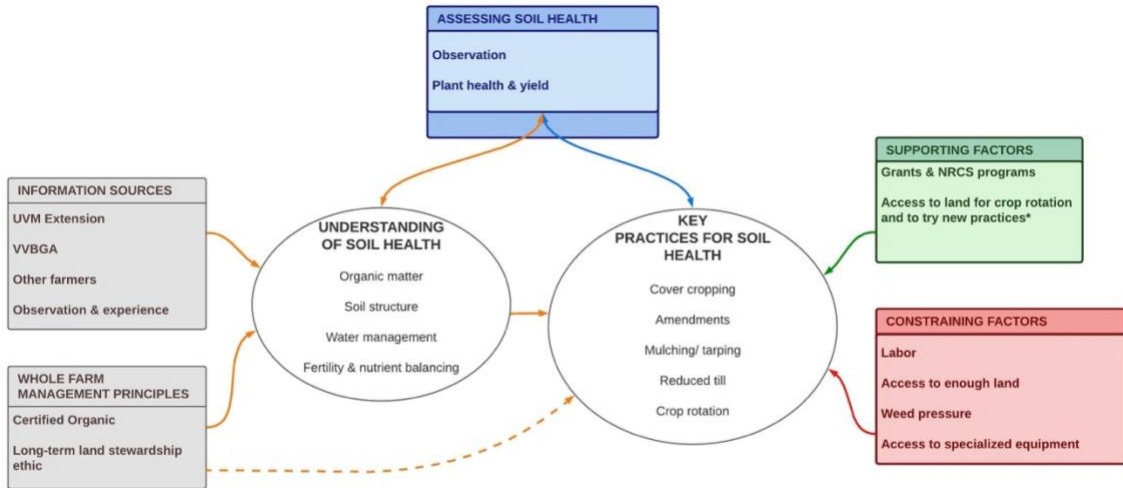 ASSESSING SOIL HEALTH
Observation
Plant health & yield
INFORMATION SOURCES
UVM Extension
VVBGA
Other farmers
Observation & experience
WHOLE FARM
MANAGEMENT PRINCIPLES
Certified Organic
Long-term land stewardship
ethic
UNDERSTANDING
OF SOIL HEALTH
Organic matter
Soil structure
Water management
Fertility & nutrient balancing
KEY
PRACTICES FOR SOIL
HEALTH
Cover cropping
Amendments
Mulching/ tarping
Reduced till
Crop rotation
SUPPORTING FACTORS
Grants & NRCS programs
Access to land for crop rotation
and to try new practices*
CONSTRAINING FACTORS
Labor
Access to enough land
Weed pressure
Access to specialized equipment